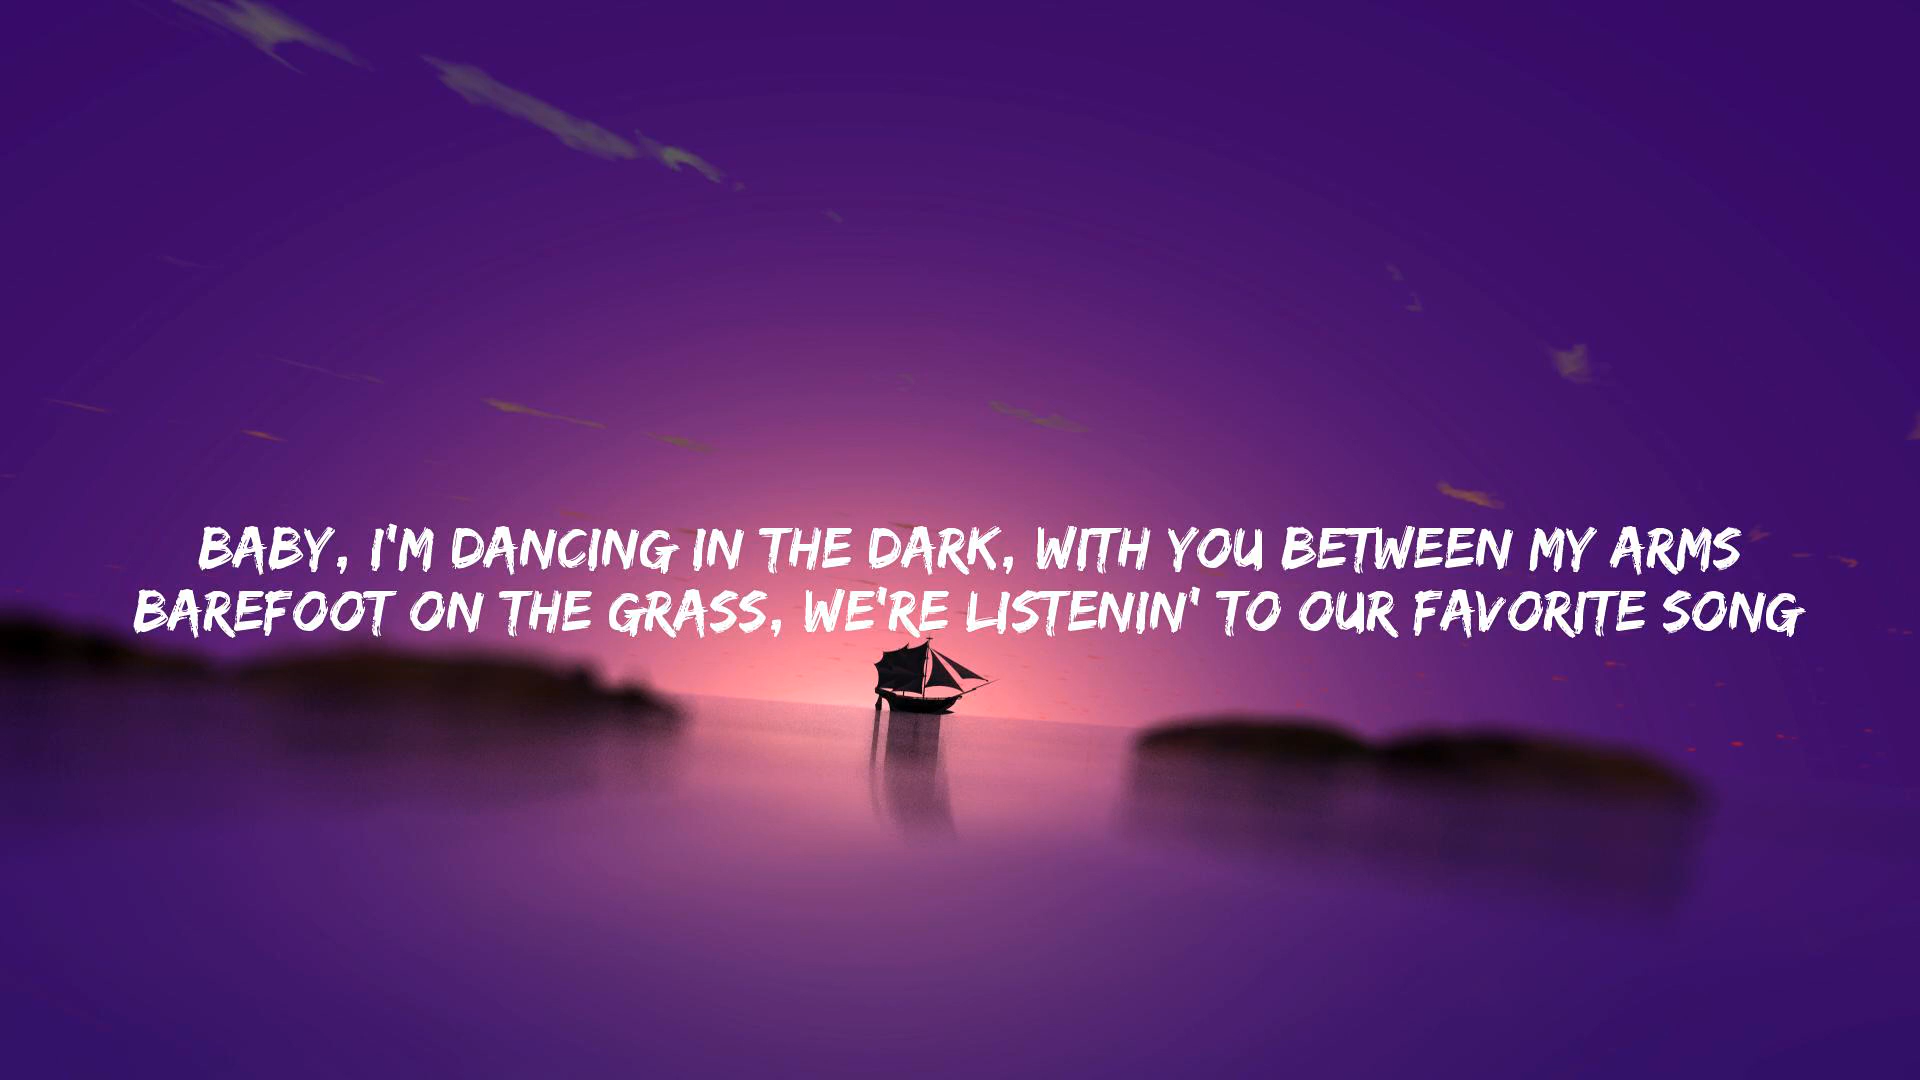 BABY, I'M DANCING IN THE DARK, WITH YOU BETWEEN MY ARMS
BAREFOOT ON THE GRASS, WE'RE LISTENIN' TO OUR FAVORITE SONG